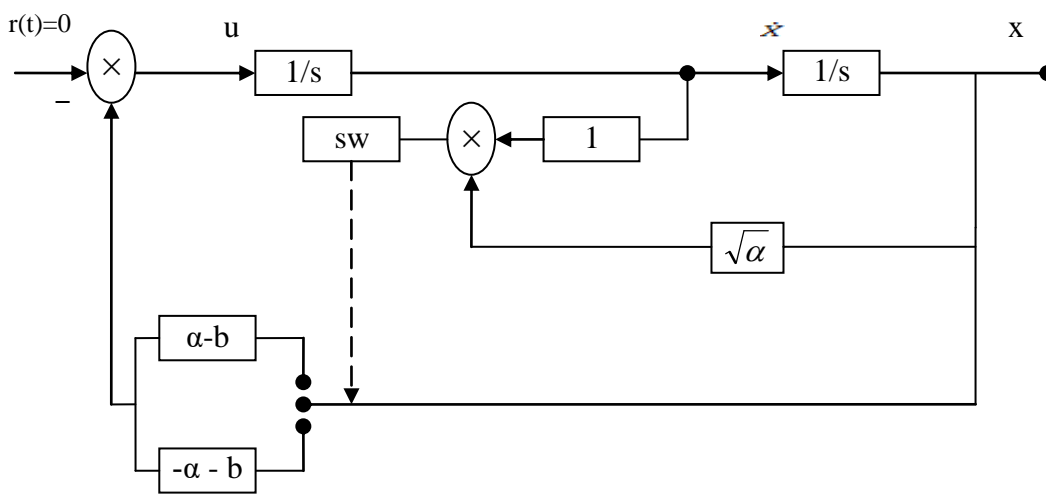 r(t)=0
u
ẋ
x
×
1/s
1/s
−
sw
×
1
√α
α-b
-α - b